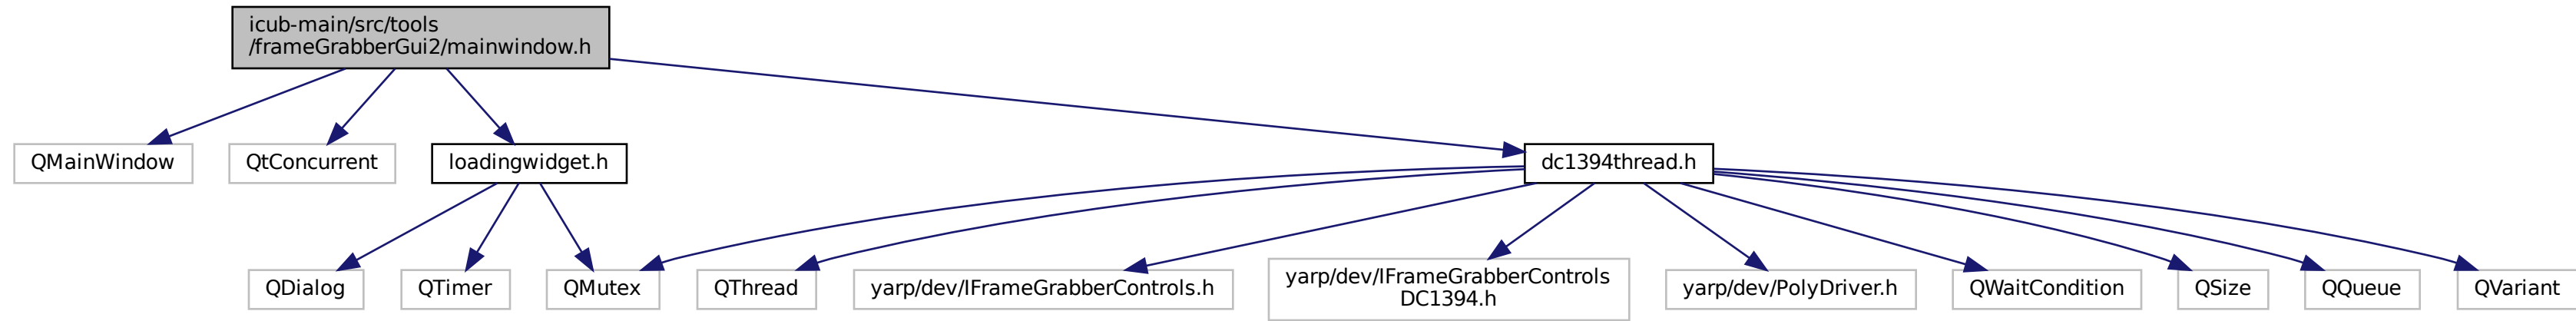 icub-main/src/tools
/frameGrabberGui2/mainwindow.h
QMainWindow
QtConcurrent
loadingwidget.h
dc1394thread.h
QDialog
QTimer
QMutex
QThread
yarp/dev/IFrameGrabberControls.h
yarp/dev/IFrameGrabberControls
DC1394.h
yarp/dev/PolyDriver.h
QWaitCondition
QSize
QQueue
QVariant